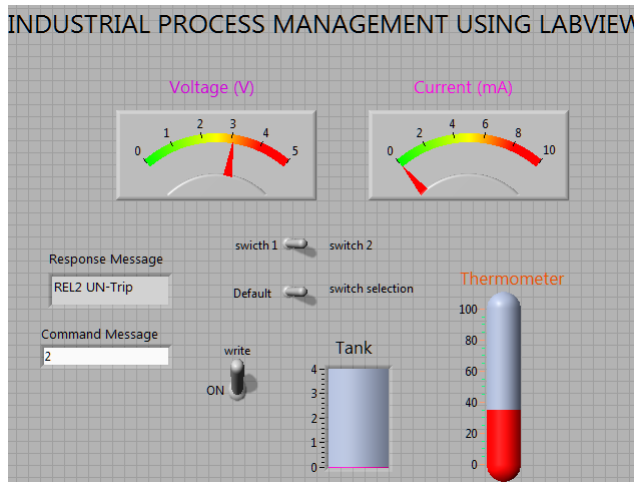 INDUSTRIAL PROCESS MANAGEMENT USING LABVIEW
Voltage (V)
Current (mA)
0 1 2 3 4 5
0 2 4 6 8 10
swicth 1 switch 2
Response Message
REL2 UN-Trip
Default switch selection
Thermometer
100
80
60
40
20
0
Command Message
2
write
ON
Tank
4
3
2
1
0